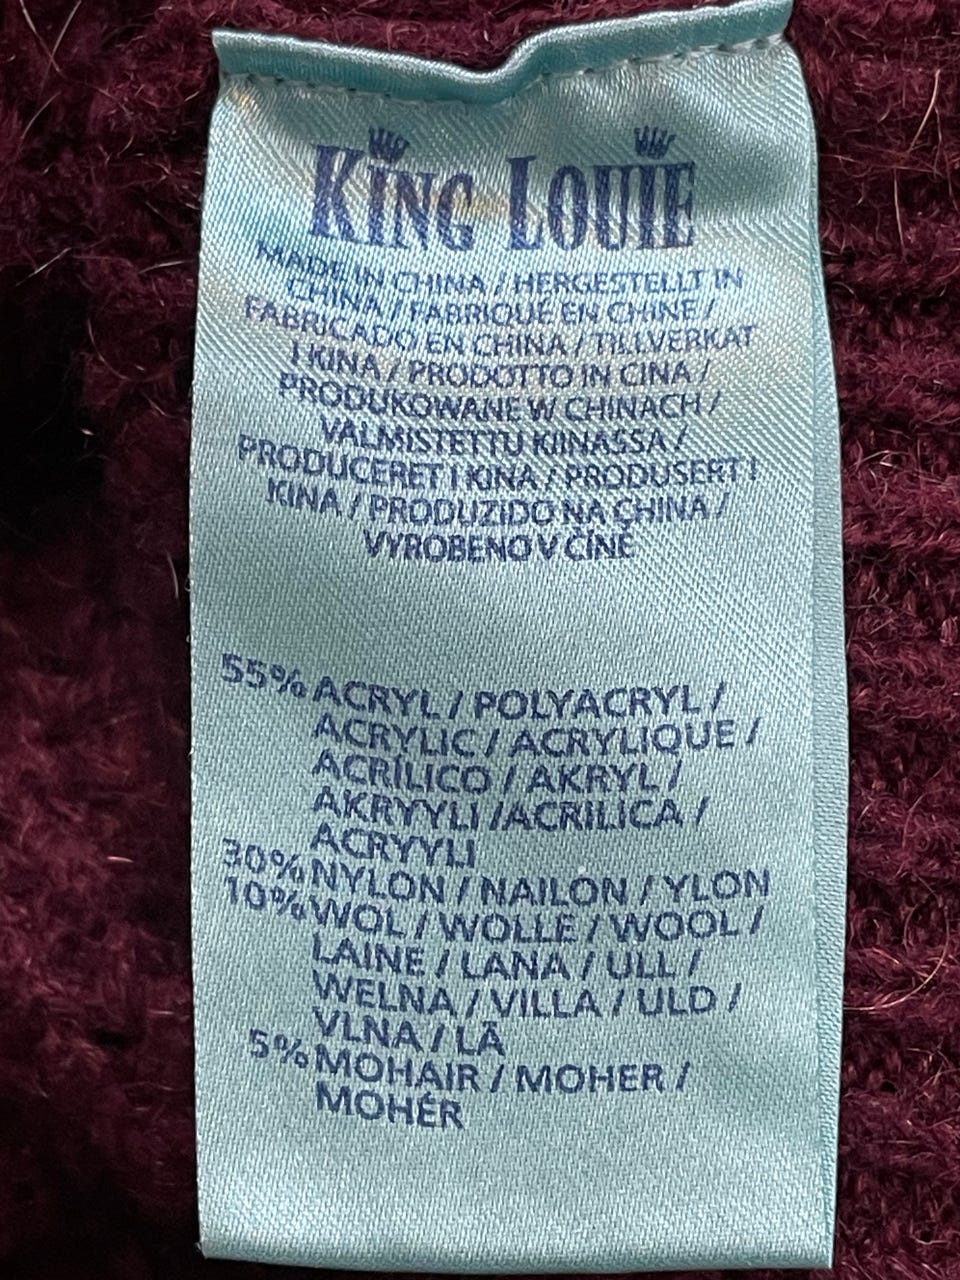 KING LOUIE
MADE IN CHINA / HERGESTELLT IN
CHINA / FABRIQUÉ EN CHINE /
FABRICADO EN CHINA / TILLVERKAT
I KINA / PRODOTTO IN CINA /
PRODUKOWANE W CHINACH /
VALMISTETTU KIINASSA /
PRODUCERET I KINA / PRODUSERT I
KINA / PRODUZIDO NA CHINA /
VYROBENO V ČÍNĚ
55% ACRYL / POLYACRYL /
ACRYLIC / ACRYLIQUE /
ACRÍLICO / AKRYL /
AKRYYLI /ACRILICA /
ACRYYLI
30% NYLON / NAILON / YLON
10% WOL / WOLLE / WOOL /
LAINE / LANA / ULL /
WELNA / VILLA / ULD /
VLNA / LÃ
5% MOHAIR / MOHER /
MOHÉR